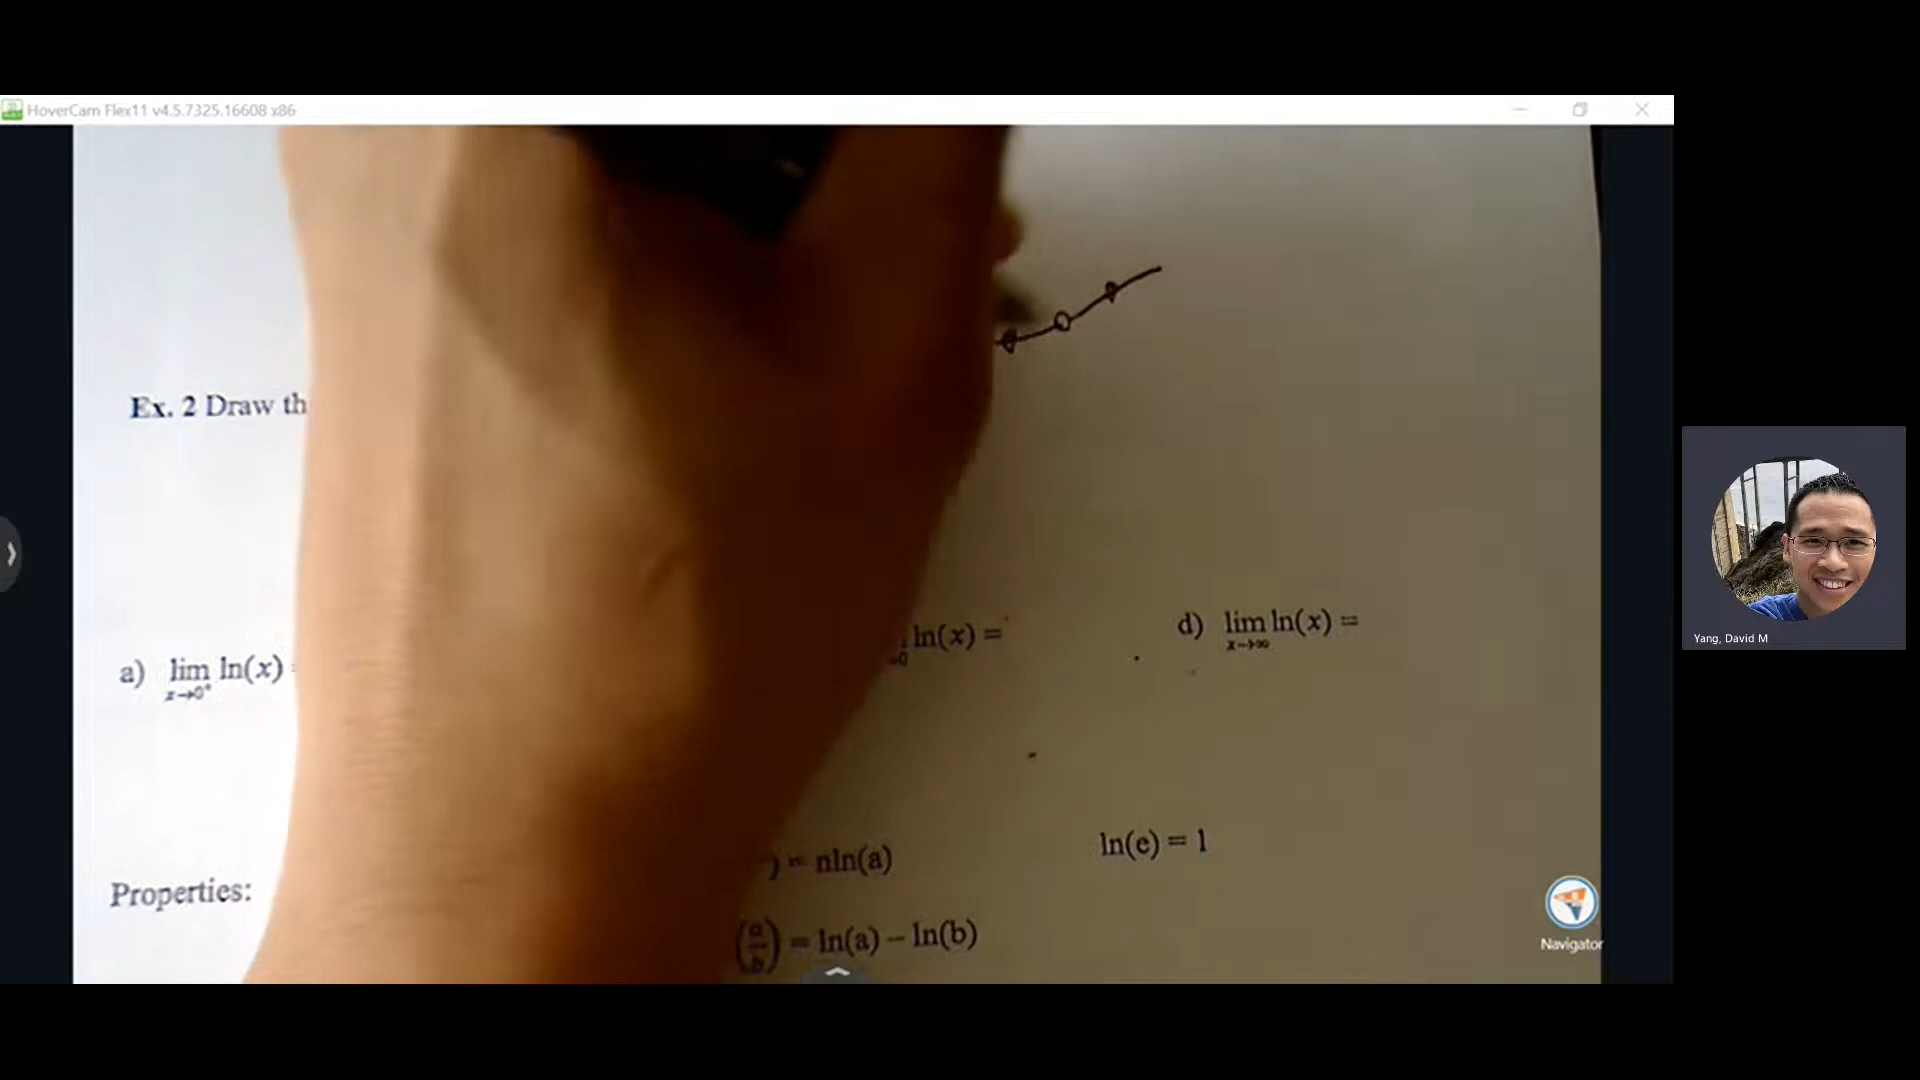 HoverCam Flex11 v4.5.7325.16608 x86
Ex. 2 Draw th
a) lim ln(x)
x→0⁺
ln(x) =
→0
d) lim ln(x) =
x→∞
) = nln(a)
ln(e) = 1
Properties:
(a/b) = ln(a) – ln(b)
Navigator
Yang, David M